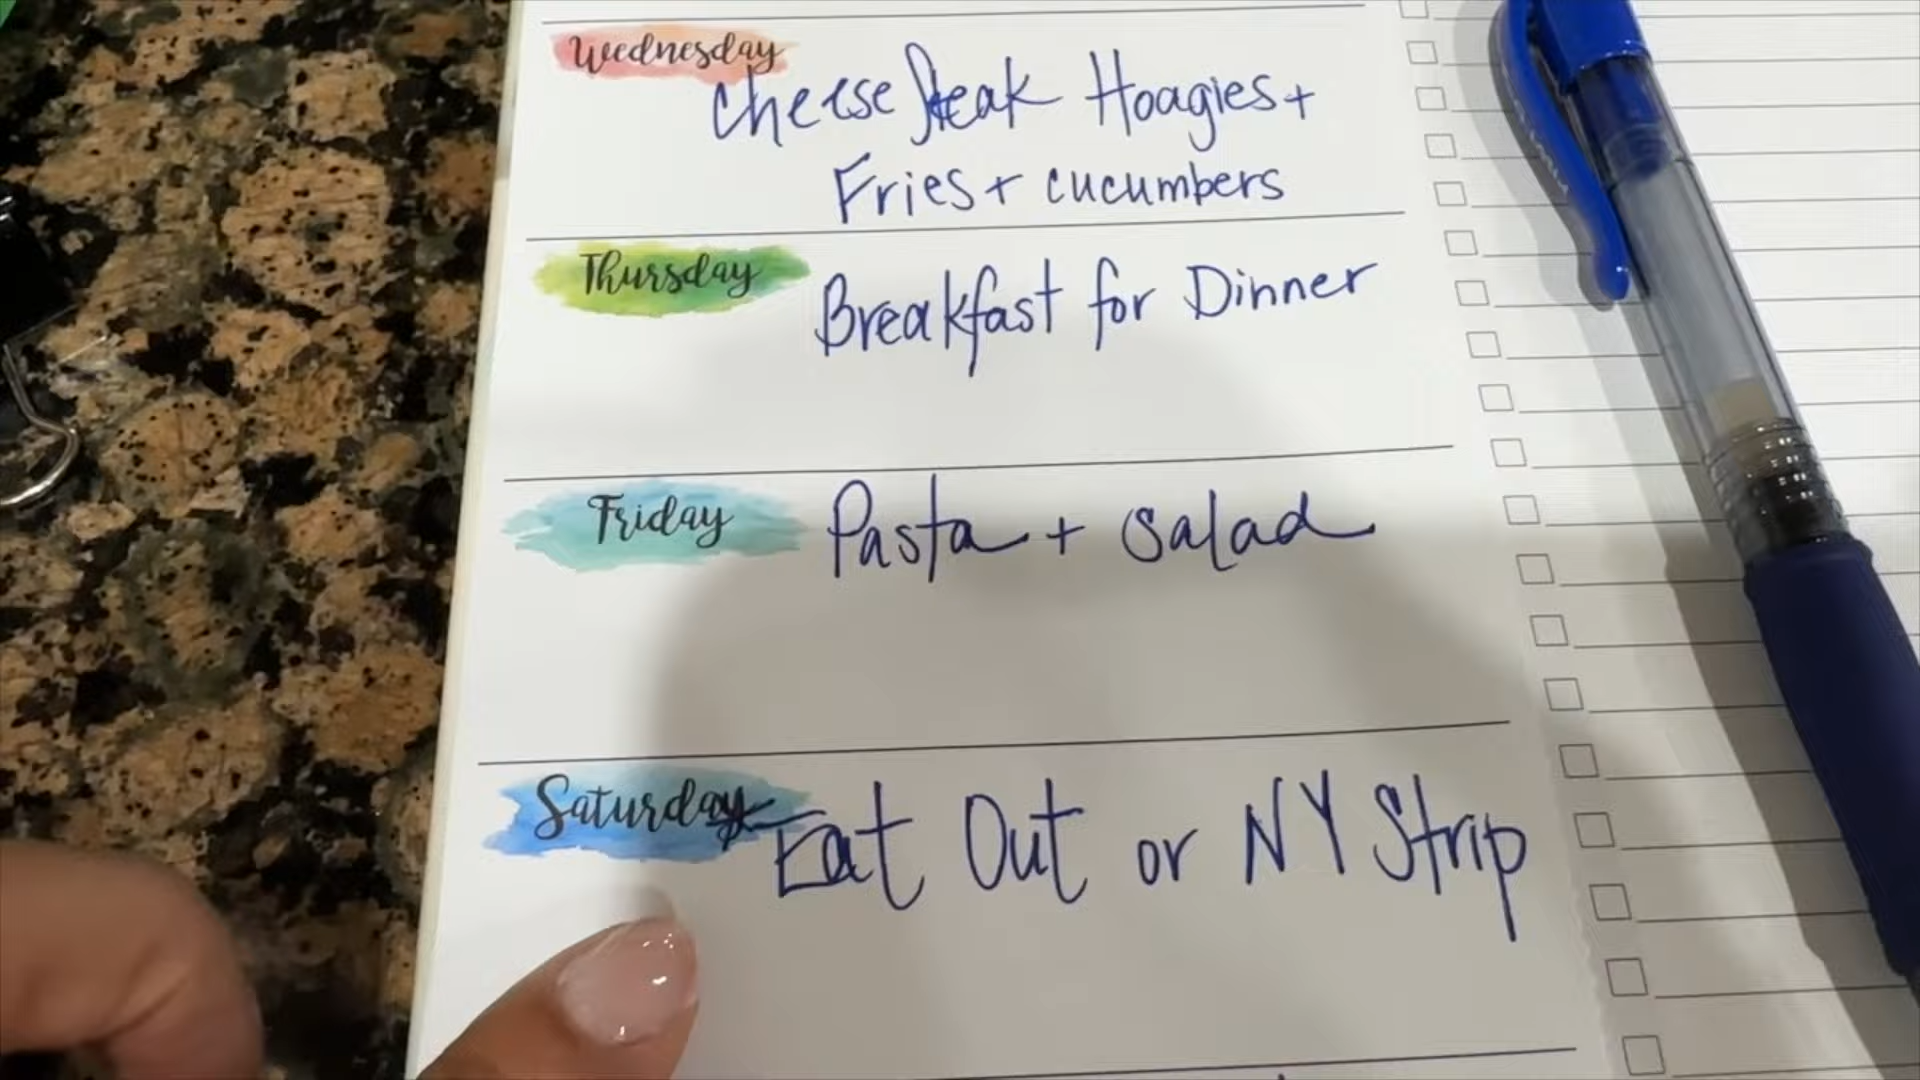 Wednesday
Cheese Steak Hoagies +
Fries + cucumbers
Thursday
Breakfast for Dinner
Friday
Pasta + Salad
Saturday
Eat Out or NY Strip